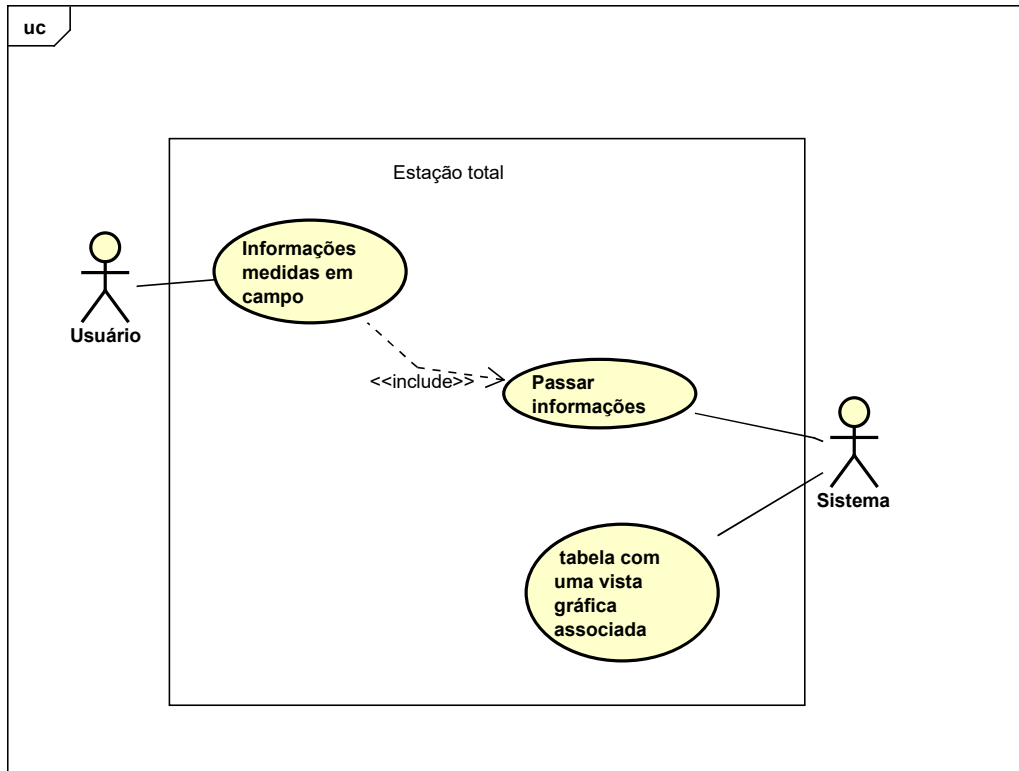 uc
Estação total
Informações
medidas em
campo
Usuário
<<include>>
Passar
informações
Sistema
tabela com
uma vista
gráfica
associada